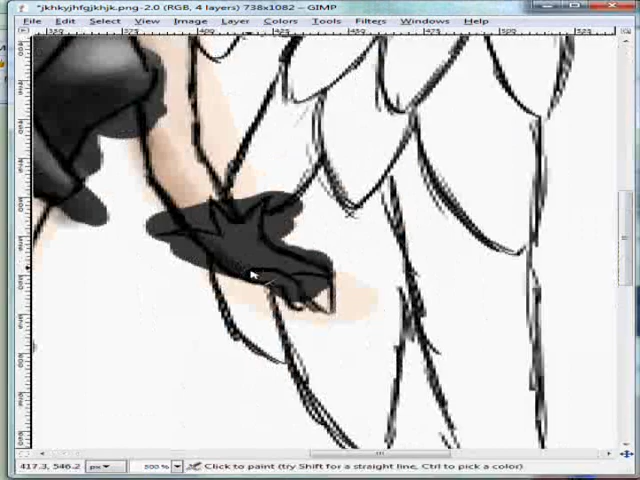 *jkhkyjhfgjkhjk.png-2.0 (RGB, 4 layers) 738x1082 – GIMP
File Edit Select View Image Layer Colors Tools Filters Windows Help
417.3, 546.2 px 500 % Click to paint (try Shift for a straight line, Ctrl to pick a color)